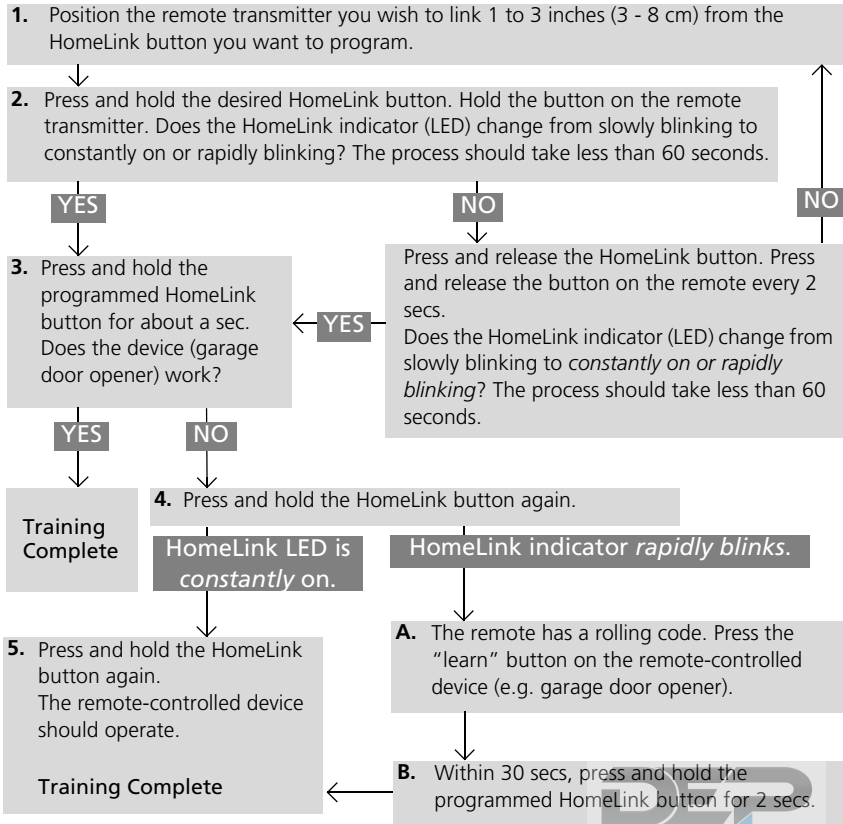 1. Position the remote transmitter you wish to link 1 to 3 inches (3 - 8 cm) from the
HomeLink button you want to program.
2. Press and hold the desired HomeLink button. Hold the button on the remote
transmitter. Does the HomeLink indicator (LED) change from slowly blinking to
constantly on or rapidly blinking? The process should take less than 60 seconds.
YES
NO
NO
3. Press and hold the
programmed HomeLink
button for about a sec.
Does the device (garage
door opener) work?
YES
Press and release the HomeLink button. Press
and release the button on the remote every 2
secs.
Does the HomeLink indicator (LED) change from
slowly blinking to constantly on or rapidly
blinking? The process should take less than 60
seconds.
YES
NO
Training
Complete
4. Press and hold the HomeLink button again.
HomeLink LED is
constantly on.
HomeLink indicator rapidly blinks.
5. Press and hold the HomeLink
button again.
The remote-controlled device
should operate.
Training Complete
A. The remote has a rolling code. Press the
"learn" button on the remote-controlled
device (e.g. garage door opener).
B. Within 30 secs, press and hold the
programmed HomeLink button for 2 secs.